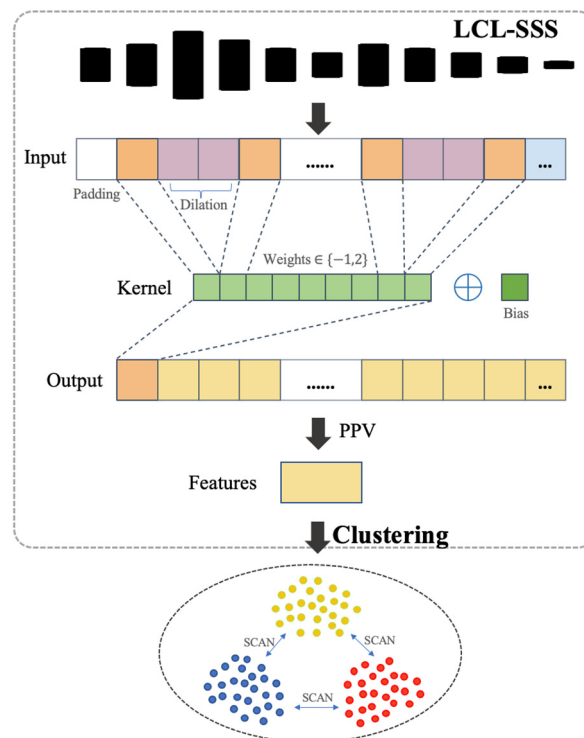 LCL-SSS
Input
......
...
Padding
Dilation
Weights ∈ {−1,2}
Kernel
Bias
Output
......
...
PPV
Features
Clustering
SCAN
SCAN
SCAN